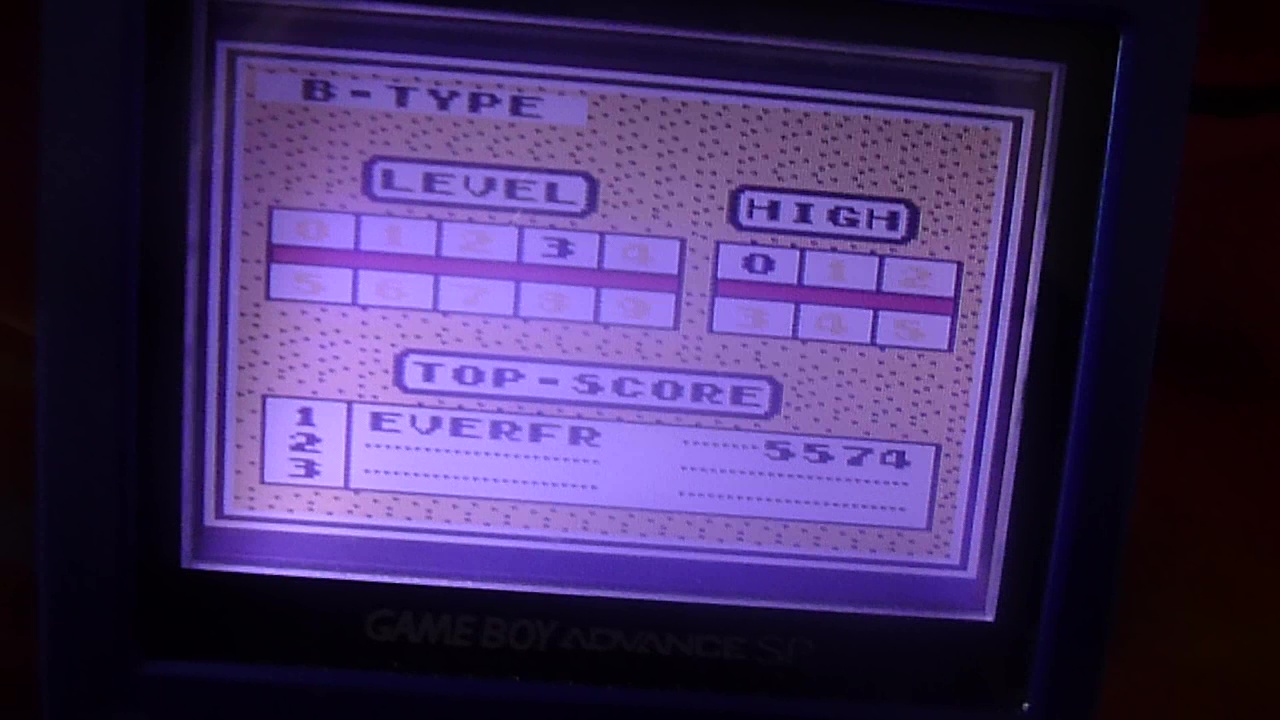 B-TYPE
LEVEL
HIGH
0 1 2 3 4
0 1 2
5 6 7 8 9
3 4 5
TOP-SCORE
1 EVERFR 5574
2
3
GAME BOY ADVANCE SP